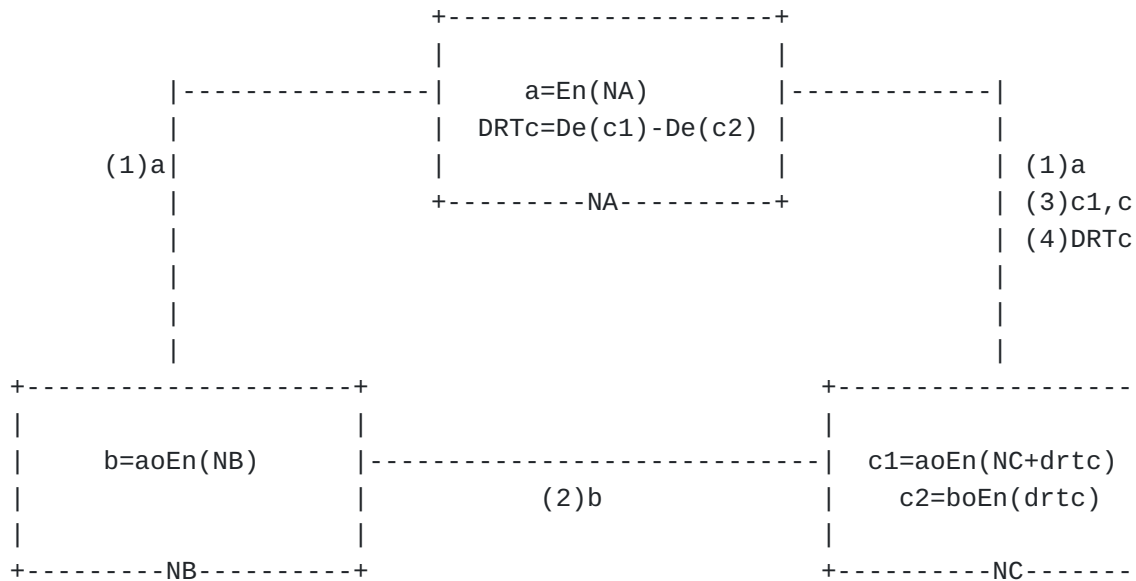 a=En(NA)
DRTc=De(c1)-De(c2)
(1)a
NA
(1)a
(3)c1,c
(4)DRTc
b=aoEn(NB)
(2)b
NB
c1=aoEn(NC+drtc)
c2=boEn(drtc)
NC